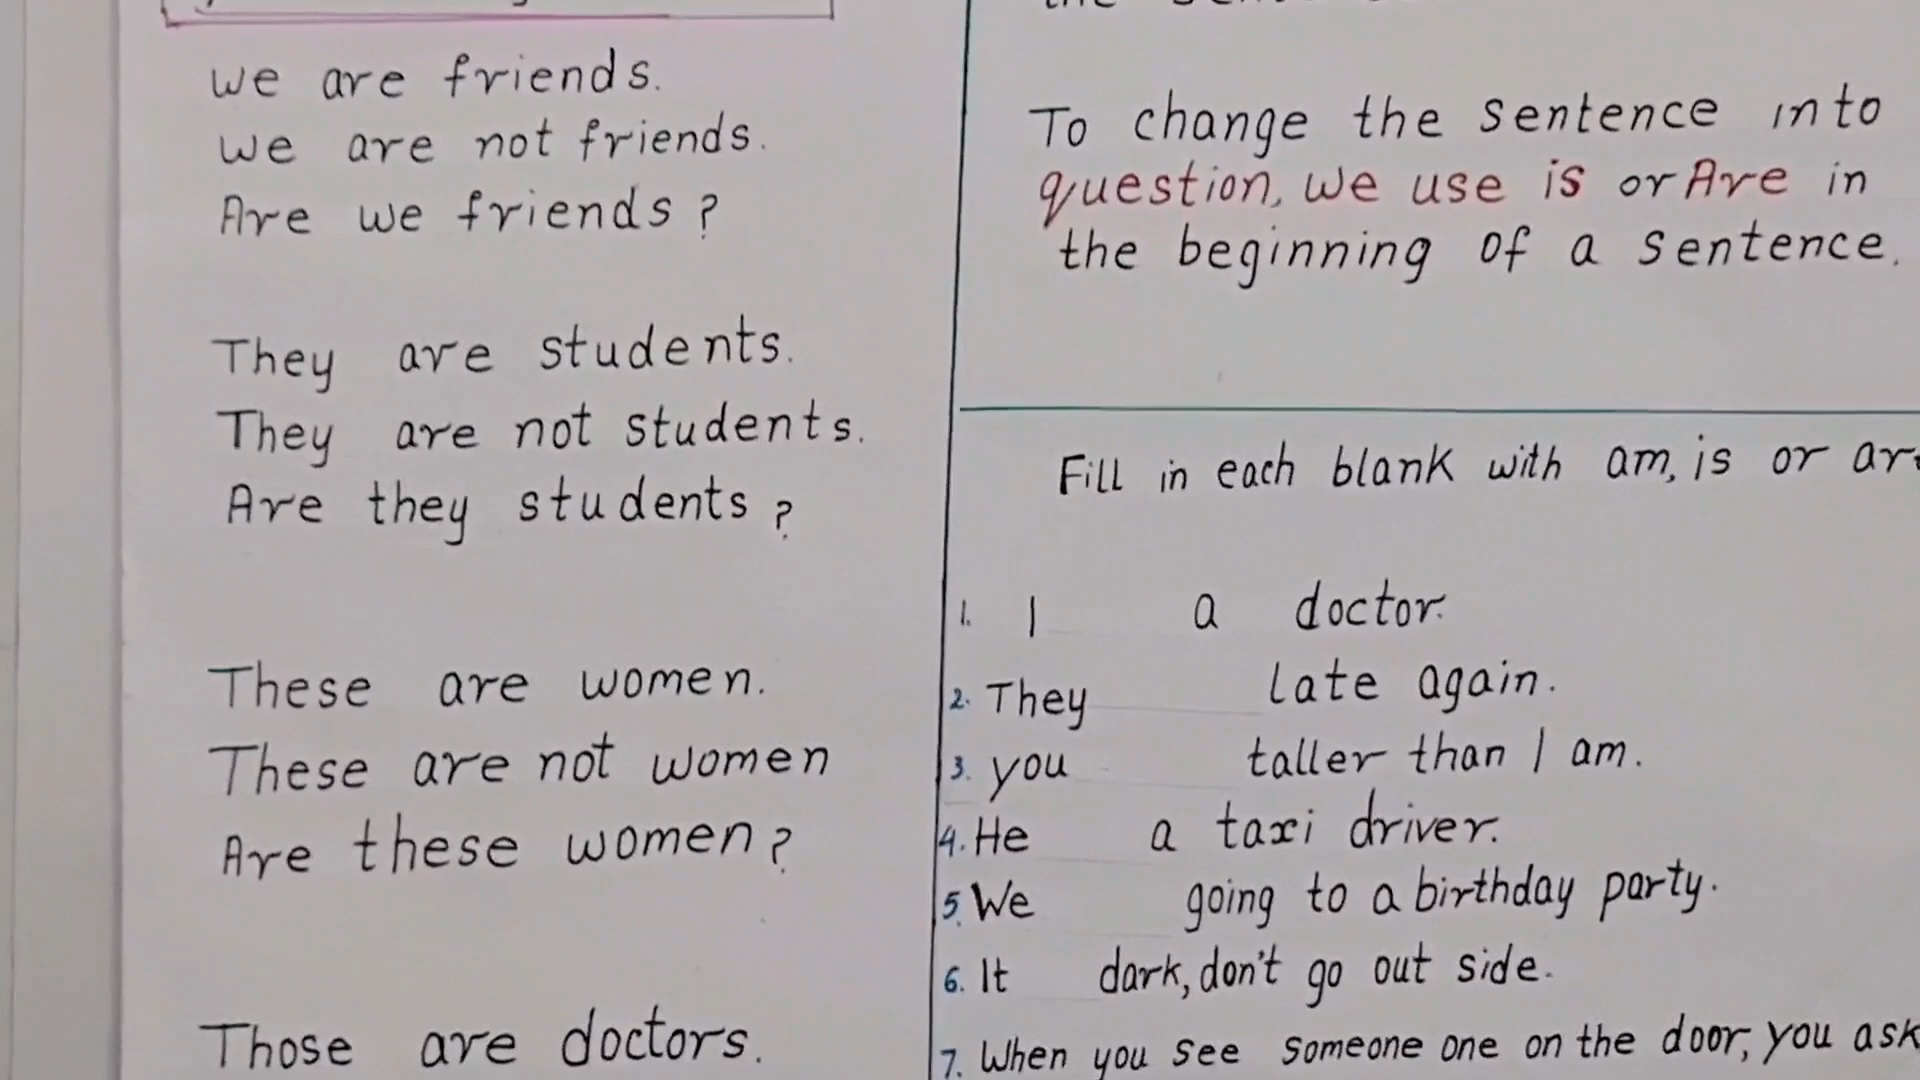 we are friends.
we are not friends.
Are we friends?
They are students.
They are not students.
Are they students?
These are women.
These are not women
Are these women?
Those are doctors.
To change the sentence into
question, we use is or Are in
the beginning of a sentence.
Fill in each blank with am, is or are
1. I a doctor.
2. They late again.
3. you taller than I am.
4. He a taxi driver.
5. We going to a birthday party.
6. It dark, don't go out side.
7. When you see someone one on the door, you ask